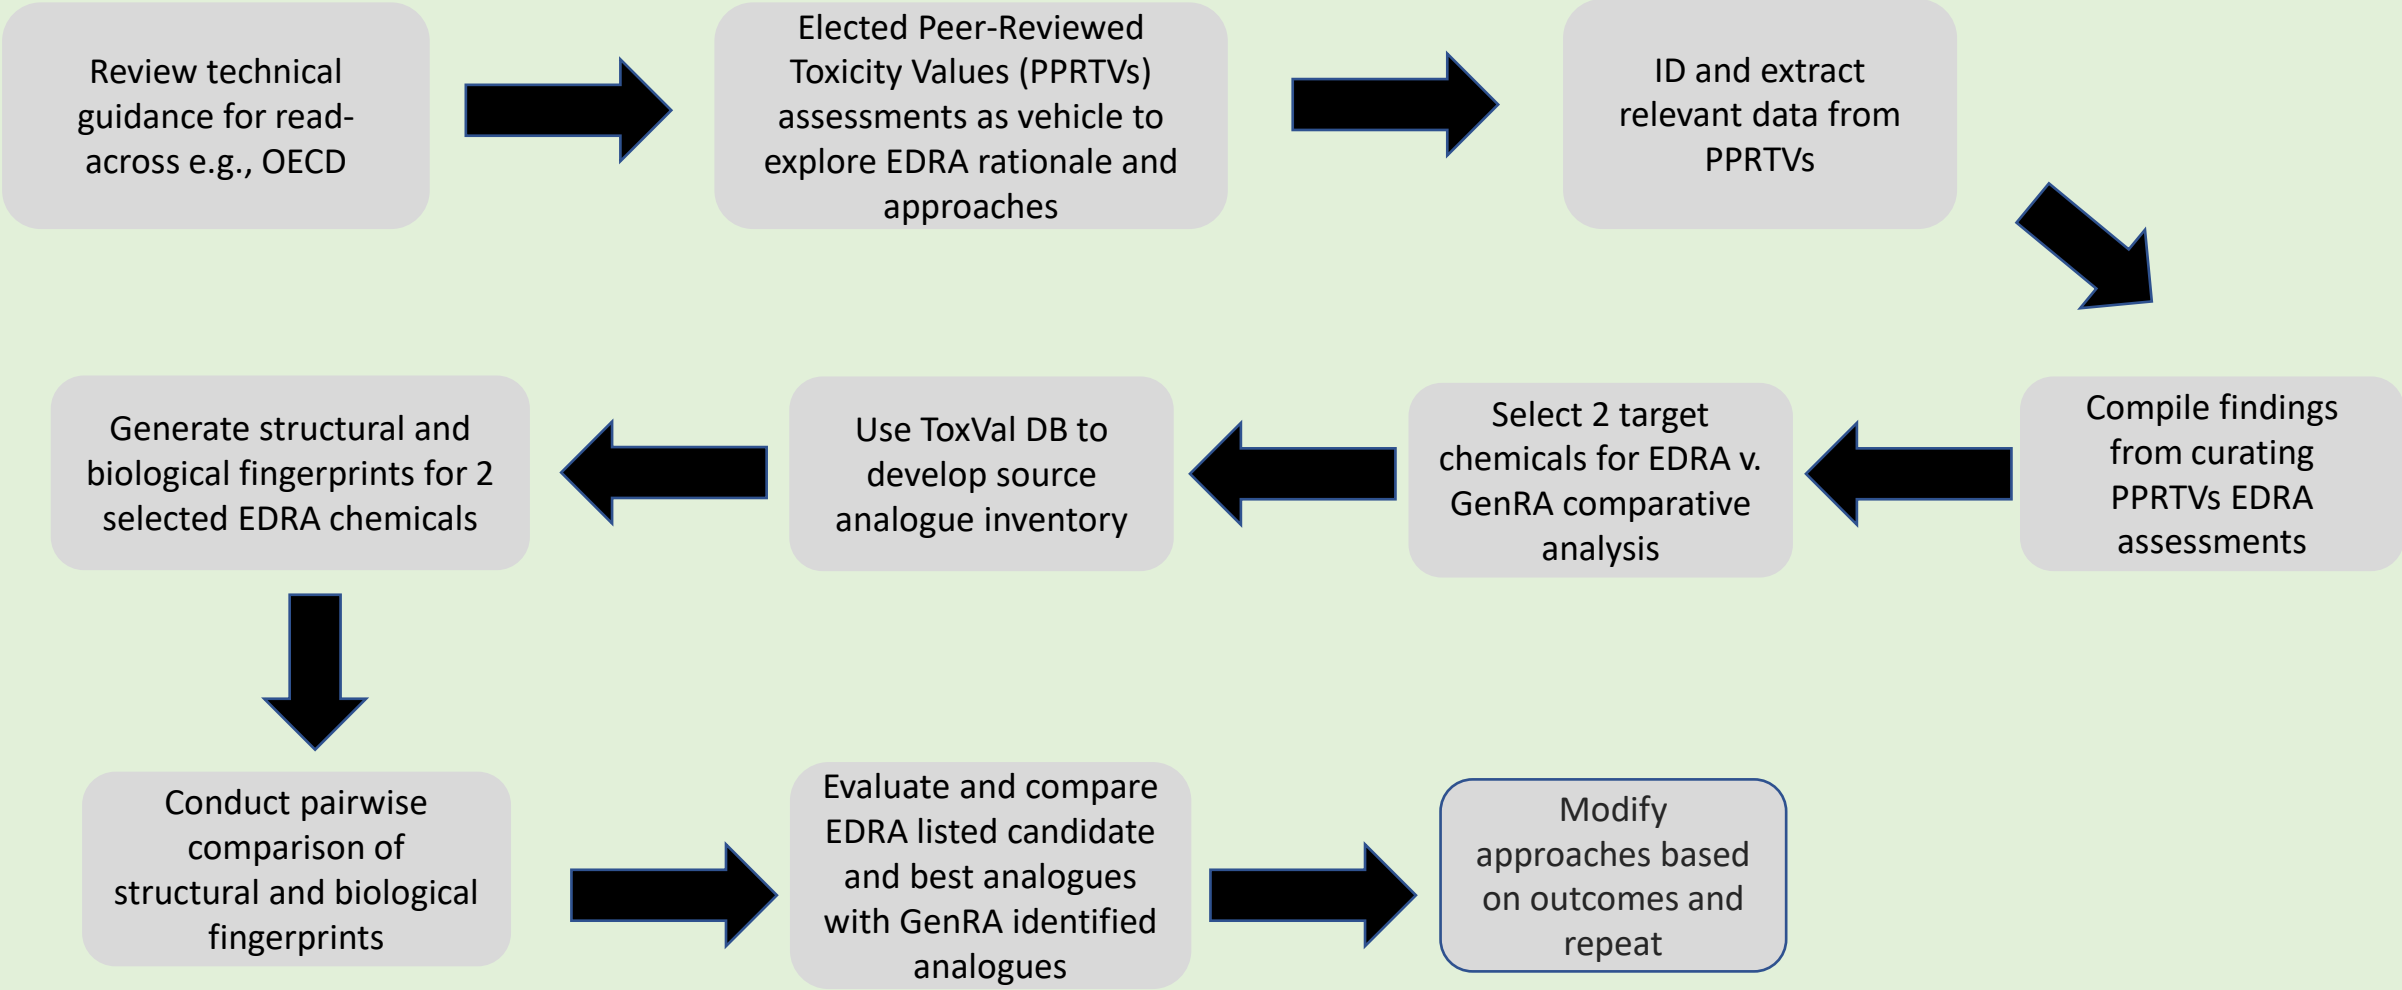 Review technical
guidance for read-
across e.g., OECD
Elected Peer-Reviewed
Toxicity Values (PPRTVs)
assessments as vehicle to
explore EDRA rationale and
approaches
ID and extract
relevant data from
PPRTVs
Compile findings
from curating
PPRTVs EDRA
assessments
Select 2 target
chemicals for EDRA v.
GenRA comparative
analysis
Use ToxVal DB to
develop source
analogue inventory
Generate structural and
biological fingerprints for 2
selected EDRA chemicals
Conduct pairwise
comparison of
structural and biological
fingerprints
Evaluate and compare
EDRA listed candidate
and best analogues
with GenRA identified
analogues
Modify
approaches based
on outcomes and
repeat